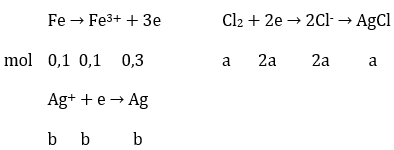 Fe → Fe³⁺ + 3e    Cl₂ + 2e → 2Cl⁻ → AgCl
mol 0,1 0,1 0,3    a 2a 2a a
Ag⁺ + e → Ag
b b b